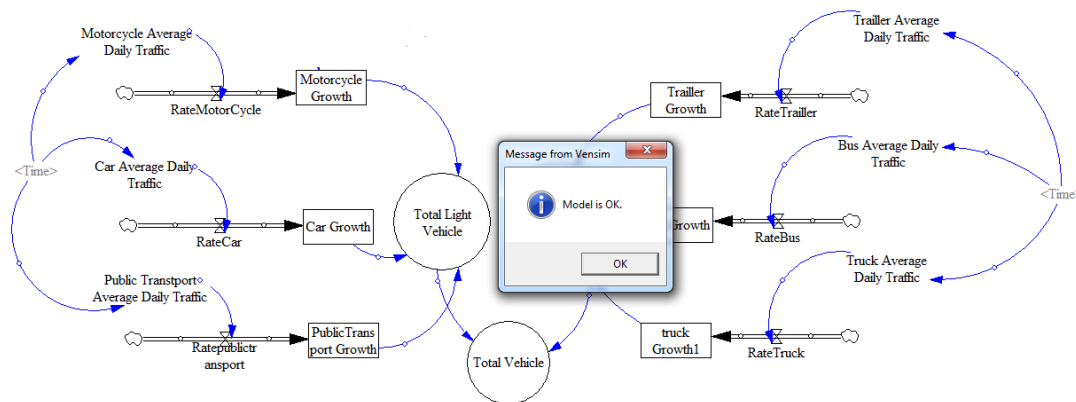 Motorcycle Average
Daily Traffic
RateMotorCycle
Motorcycle
Growth
<Time>
Car Average Daily
Traffic
RateCar
Car Growth
Public Transtport
Average Daily Traffic
Ratepublictr
ansport
PublicTrans
port Growth
Total Light
Vehicle
Total Vehicle
Message from Vensim
Model is OK.
OK
Trailler Average
Daily Traffic
Trailler
Growth
RateTrailler
Bus Average Daily
Traffic
Growth
RateBus
<Time>
Truck Average
Daily Traffic
truck
Growth1
RateTruck